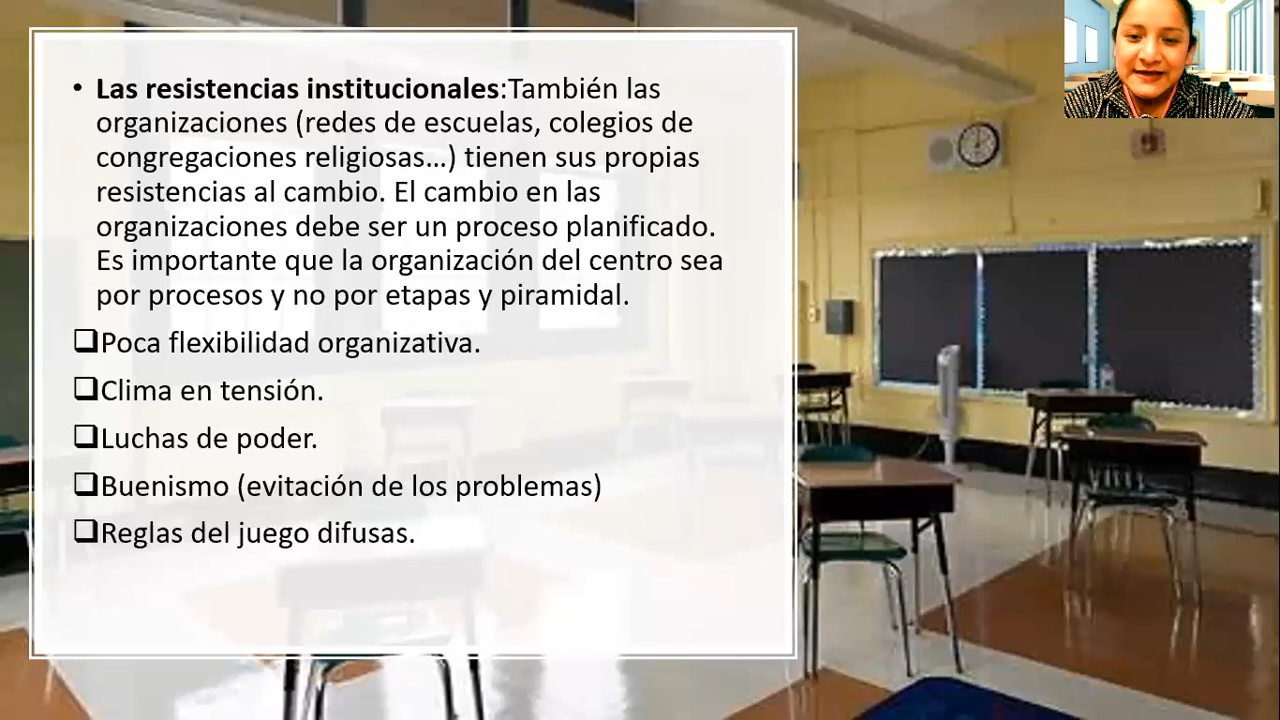 • Las resistencias institucionales:También las
organizaciones (redes de escuelas, colegios de
congregaciones religiosas…) tienen sus propias
resistencias al cambio. El cambio en las
organizaciones debe ser un proceso planificado.
Es importante que la organización del centro sea
por procesos y no por etapas y piramidal.
❑Poca flexibilidad organizativa.
❑Clima en tensión.
❑Luchas de poder.
❑Buenismo (evitación de los problemas)
❑Reglas del juego difusas.